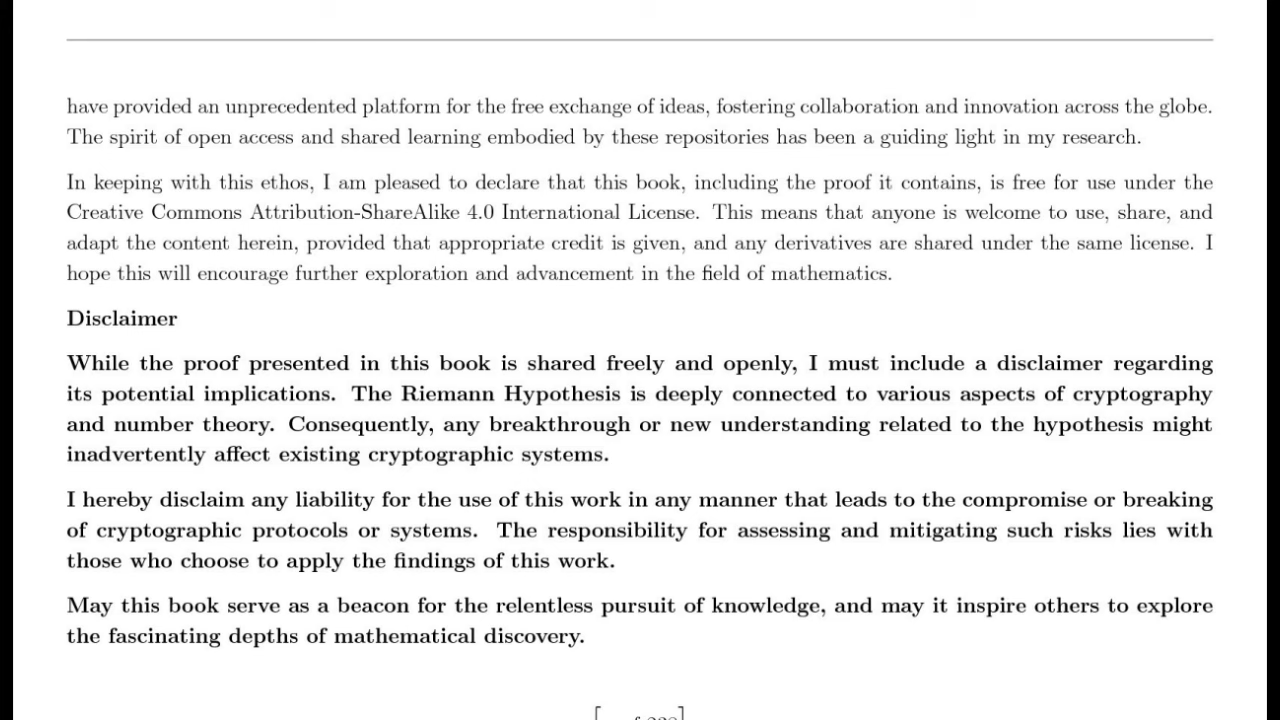 have provided an unprecedented platform for the free exchange of ideas, fostering collaboration and innovation across the globe.
The spirit of open access and shared learning embodied by these repositories has been a guiding light in my research.
In keeping with this ethos, I am pleased to declare that this book, including the proof it contains, is free for use under the
Creative Commons Attribution-ShareAlike 4.0 International License. This means that anyone is welcome to use, share, and
adapt the content herein, provided that appropriate credit is given, and any derivatives are shared under the same license. I
hope this will encourage further exploration and advancement in the field of mathematics.
Disclaimer
While the proof presented in this book is shared freely and openly, I must include a disclaimer regarding
its potential implications. The Riemann Hypothesis is deeply connected to various aspects of cryptography
and number theory. Consequently, any breakthrough or new understanding related to the hypothesis might
inadvertently affect existing cryptographic systems.
I hereby disclaim any liability for the use of this work in any manner that leads to the compromise or breaking
of cryptographic protocols or systems. The responsibility for assessing and mitigating such risks lies with
those who choose to apply the findings of this work.
May this book serve as a beacon for the relentless pursuit of knowledge, and may it inspire others to explore
the fascinating depths of mathematical discovery.